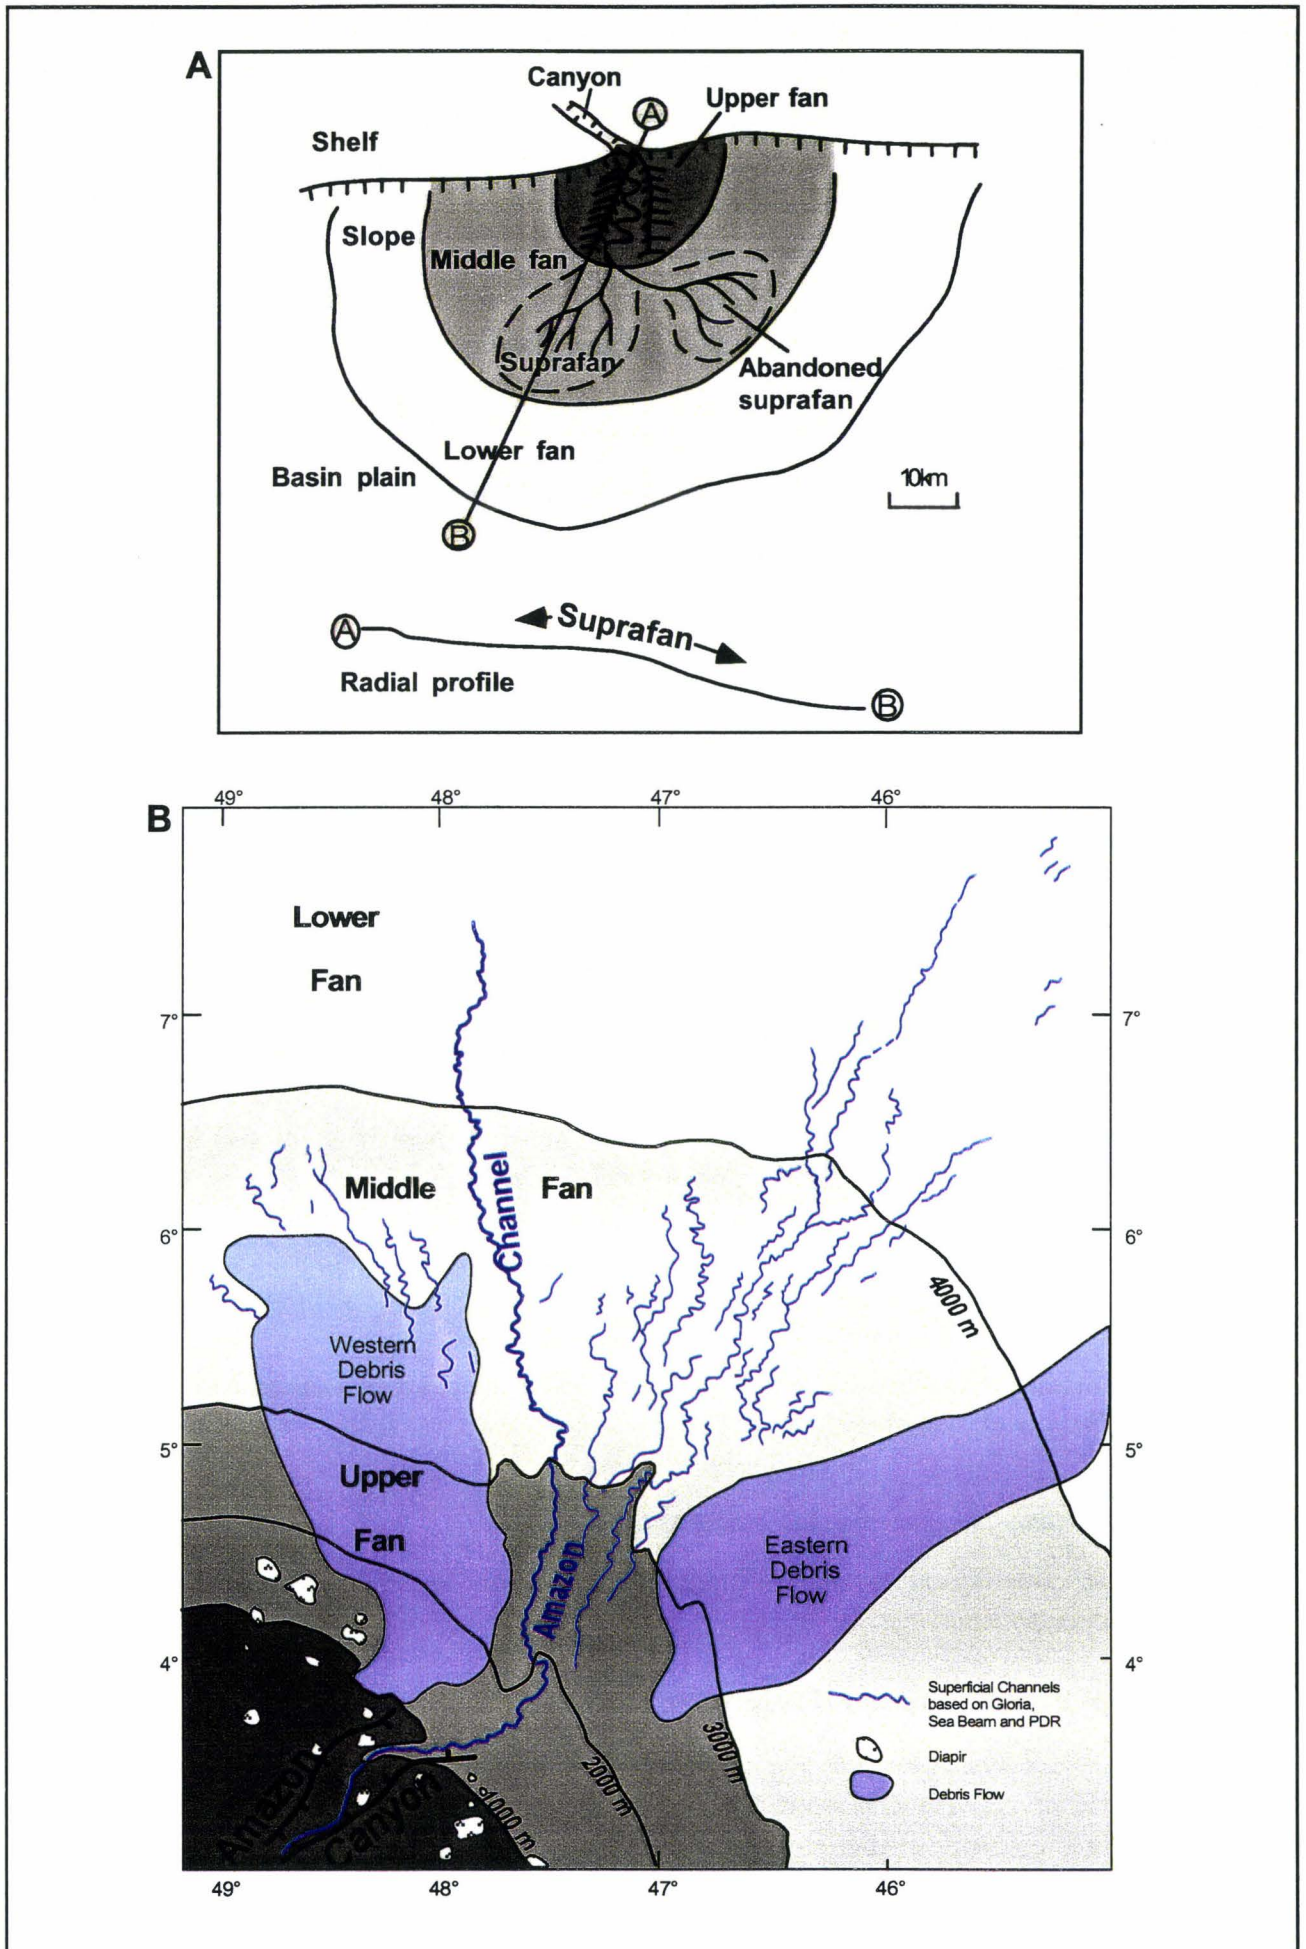 A
Canyon
A
Upper fan
Shelf
Slope
Middle fan
Suprafan
Abandoned
suprafan
Lower fan
Basin plain
10km
B
A
Suprafan
Radial profile
B
B
49°
48°
47°
46°
Lower
Fan
7°
7°
Middle
Channel
Fan
6°
6°
4000 m
Western
Debris
Flow
5°
5°
Upper
Fan
Amazon
Eastern
Debris
Flow
4°
4°
Superficial Channels
based on Gloria,
Sea Beam and PDR
3000 m
Diapir
2000 m
Debris Flow
1000 m
Amazon
Canyon
49°
48°
47°
46°